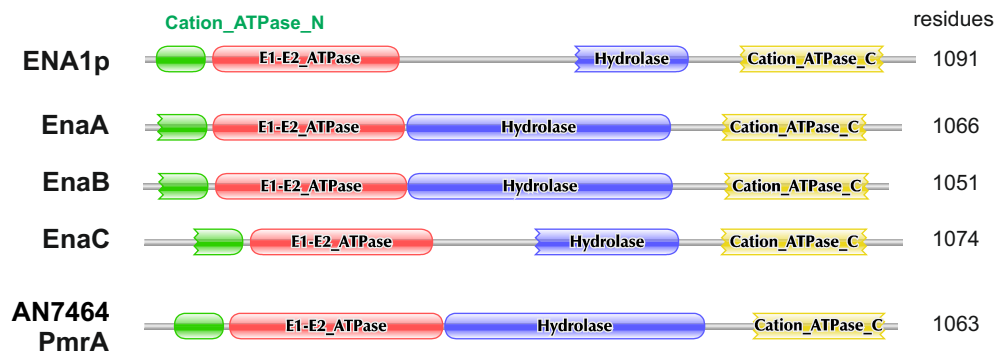 Cation_ATPase_N
residues
ENA1p E1-E2_ATPase Hydrolase Cation_ATPase_C 1091
EnaA E1-E2_ATPase Hydrolase Cation_ATPase_C 1066
EnaB E1-E2_ATPase Hydrolase Cation_ATPase_C 1051
EnaC E1-E2_ATPase Hydrolase Cation_ATPase_C 1074
AN7464
PmrA E1-E2_ATPase Hydrolase Cation_ATPase_C 1063